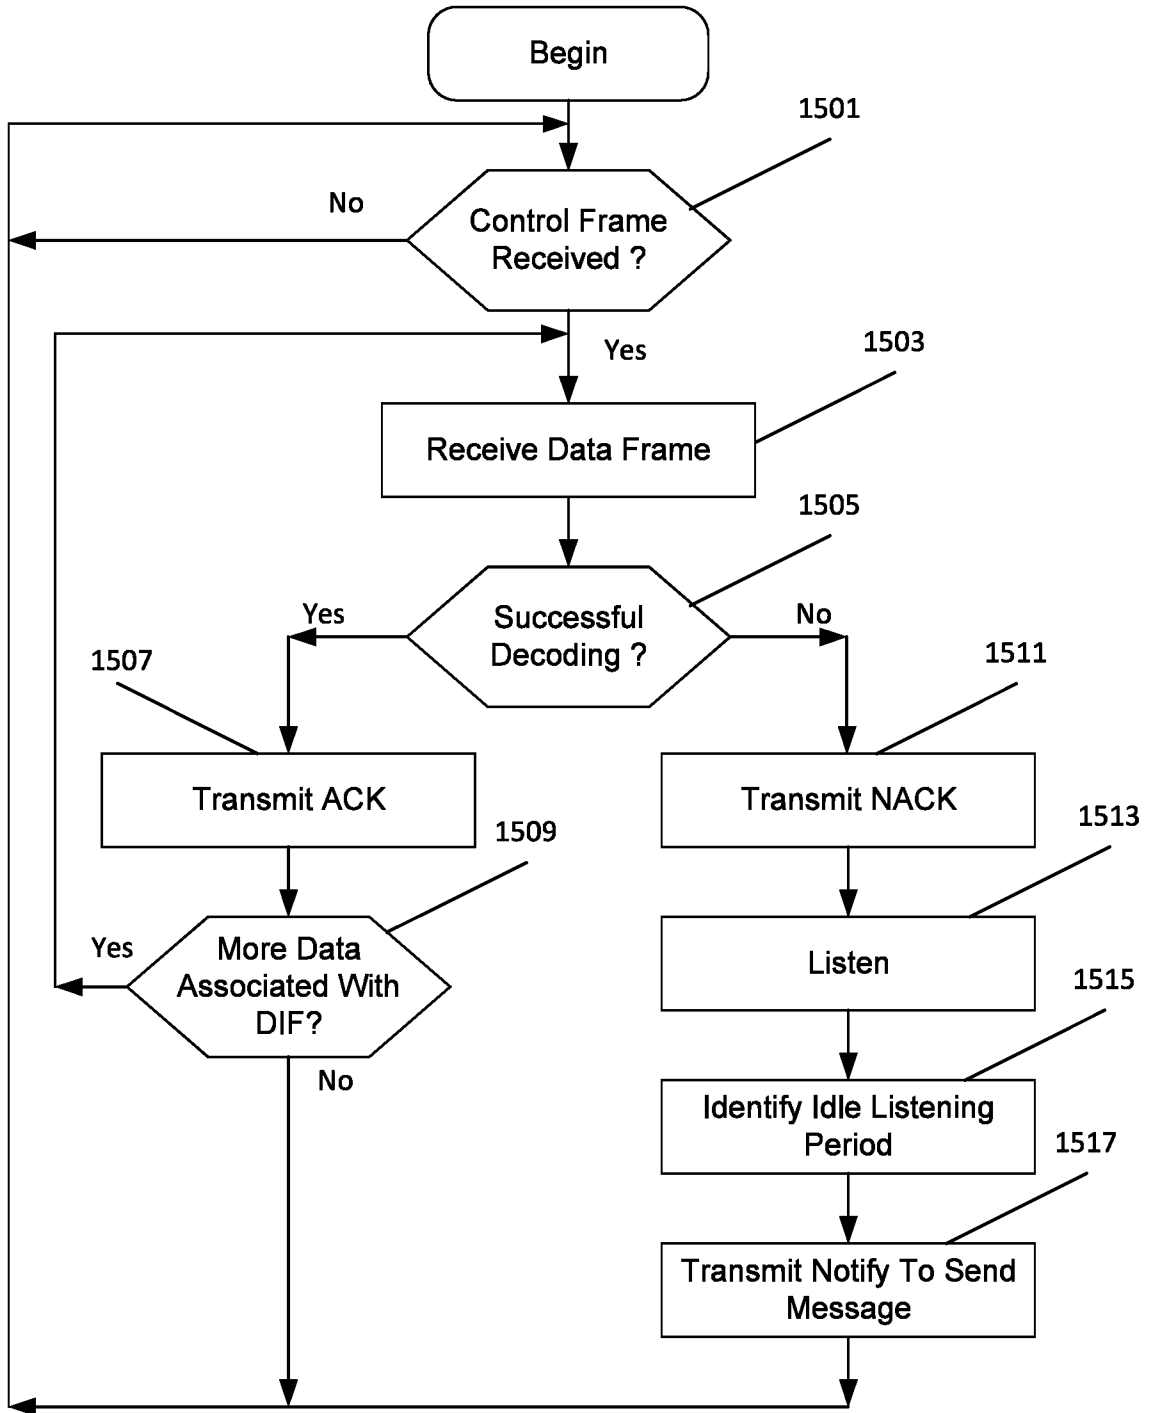 Begin
1501
No
Control Frame
Received ?
Yes
1503
Receive Data Frame
1505
Yes
Successful
Decoding ?
No
1507
1511
Transmit ACK
Transmit NACK
1509
1513
Yes
More Data
Associated With
DIF?
Listen
No
1515
Identify Idle Listening
Period
1517
Transmit Notify To Send
Message